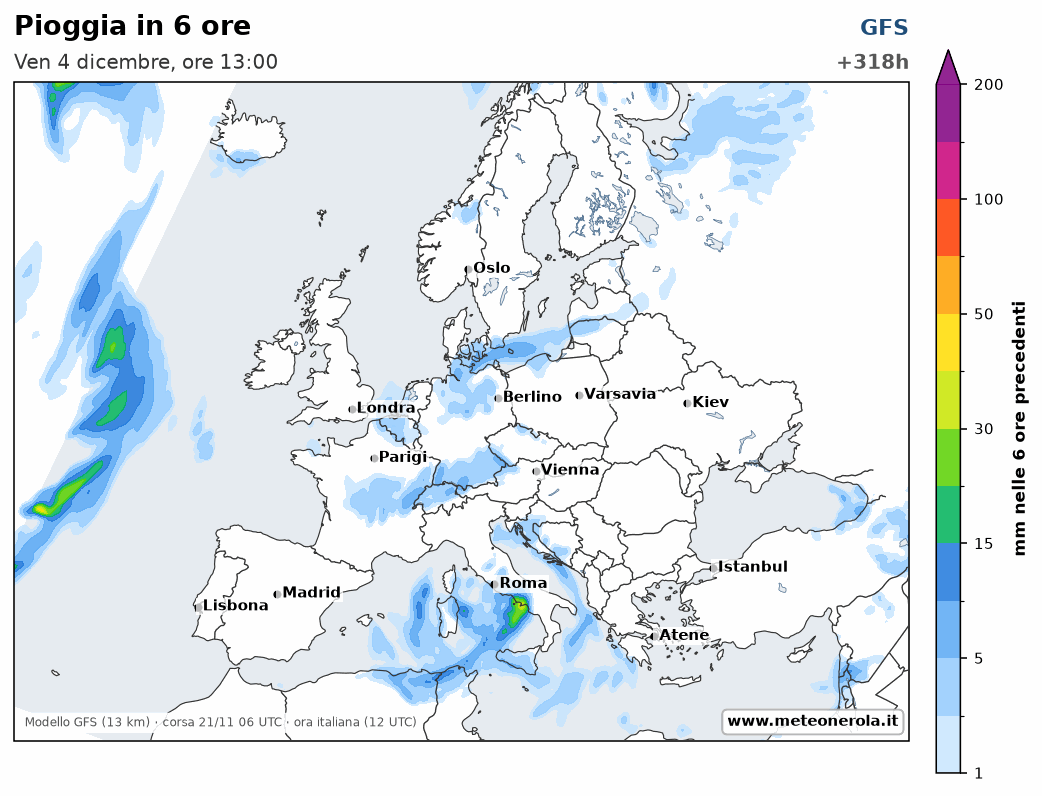 Pioggia in 6 ore
GFS
Ven 4 dicembre, ore 13:00
+318h
200
100
50
30
15
5
1
mm nelle 6 ore precedenti
Oslo
Londra
Berlino
Varsavia
Kiev
Parigi
Vienna
Istanbul
Roma
Madrid
Lisbona
Atene
Modello GFS (13 km) · corsa 21/11 06 UTC · ora italiana (12 UTC)
www.meteonerola.it